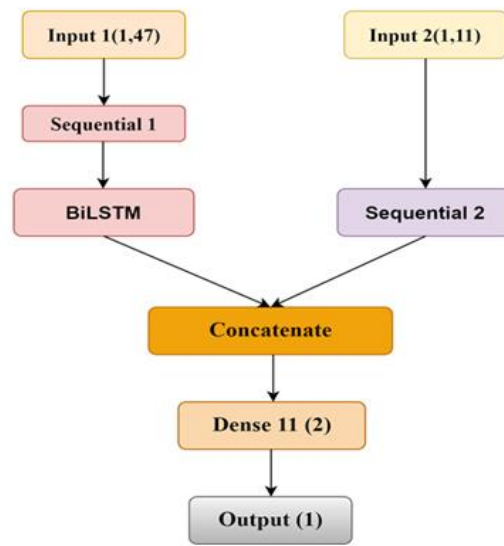 Input 1(1,47)
Input 2(1,11)
Sequential 1
BiLSTM
Sequential 2
Concatenate
Dense 11 (2)
Output (1)